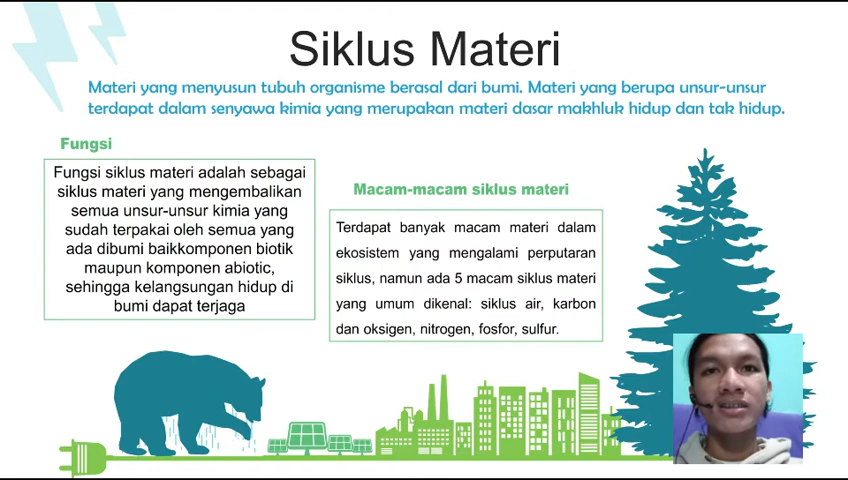 Siklus Materi
Materi yang menyusun tubuh organisme berasal dari bumi. Materi yang berupa unsur-unsur
terdapat dalam senyawa kimia yang merupakan materi dasar makhluk hidup dan tak hidup.
Fungsi
Fungsi siklus materi adalah sebagai
siklus materi yang mengembalikan
semua unsur-unsur kimia yang
sudah terpakai oleh semua yang
ada dibumi baikkomponen biotik
maupun komponen abiotic,
sehingga kelangsungan hidup di
bumi dapat terjaga
Macam-macam siklus materi
Terdapat banyak macam materi dalam
ekosistem yang mengalami perputaran
siklus, namun ada 5 macam siklus materi
yang umum dikenal: siklus air, karbon
dan oksigen, nitrogen, fosfor, sulfur.